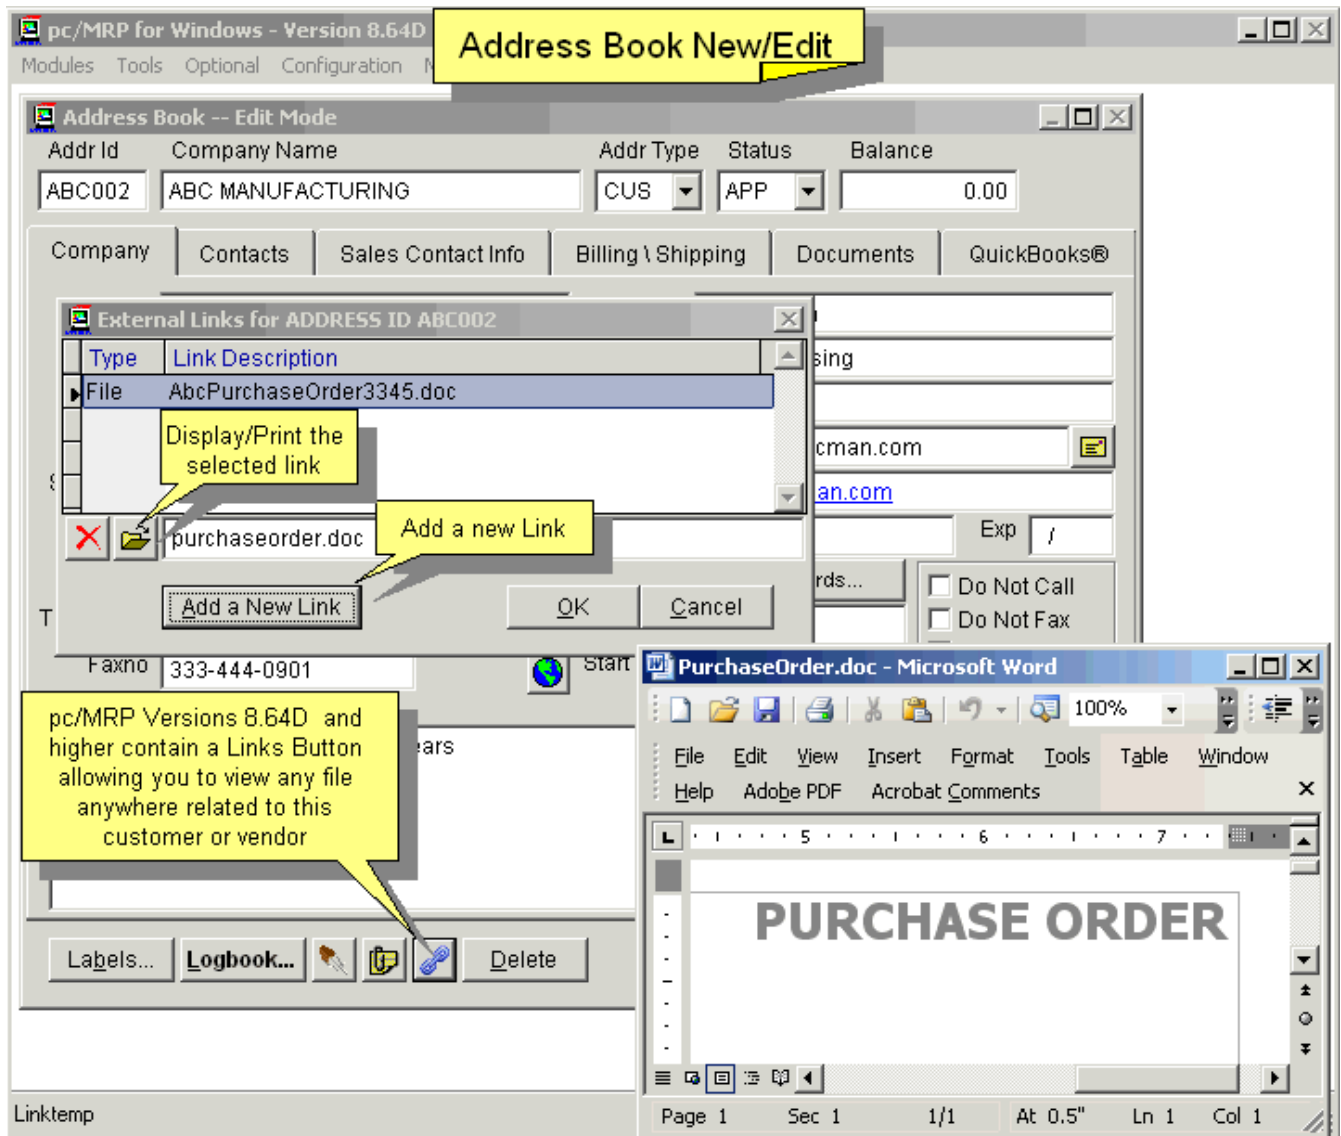 pc/MRP for Windows - Version 8.64D
Address Book New/Edit
Modules Tools Optional Configuration
Address Book -- Edit Mode
Addr Id Company Name Addr Type Status Balance
ABC002 ABC MANUFACTURING CUS APP 0.00
Company Contacts Sales Contact Info Billing \ Shipping Documents QuickBooks®
External Links for ADDRESS ID ABC002
Type Link Description
sing
File AbcPurchaseOrder3345.doc
Display/Print the
selected link
cman.com
an.com
Add a new Link
purchaseorder.doc
Exp /
rds...
Do Not Call
Add a New Link OK Cancel
Do Not Fax
Faxno 333-444-0901 Start
pc/MRP Versions 8.64D and
higher contain a Links Button
allowing you to view any file
anywhere related to this
customer or vendor
ears
Labels... Logbook... Delete
PurchaseOrder.doc - Microsoft Word
100%
File Edit View Insert Format Tools Table Window
Help Adobe PDF Acrobat Comments
5 6 7
PURCHASE ORDER
Page 1 Sec 1 1/1 At 0.5" Ln 1 Col 1
Linktemp